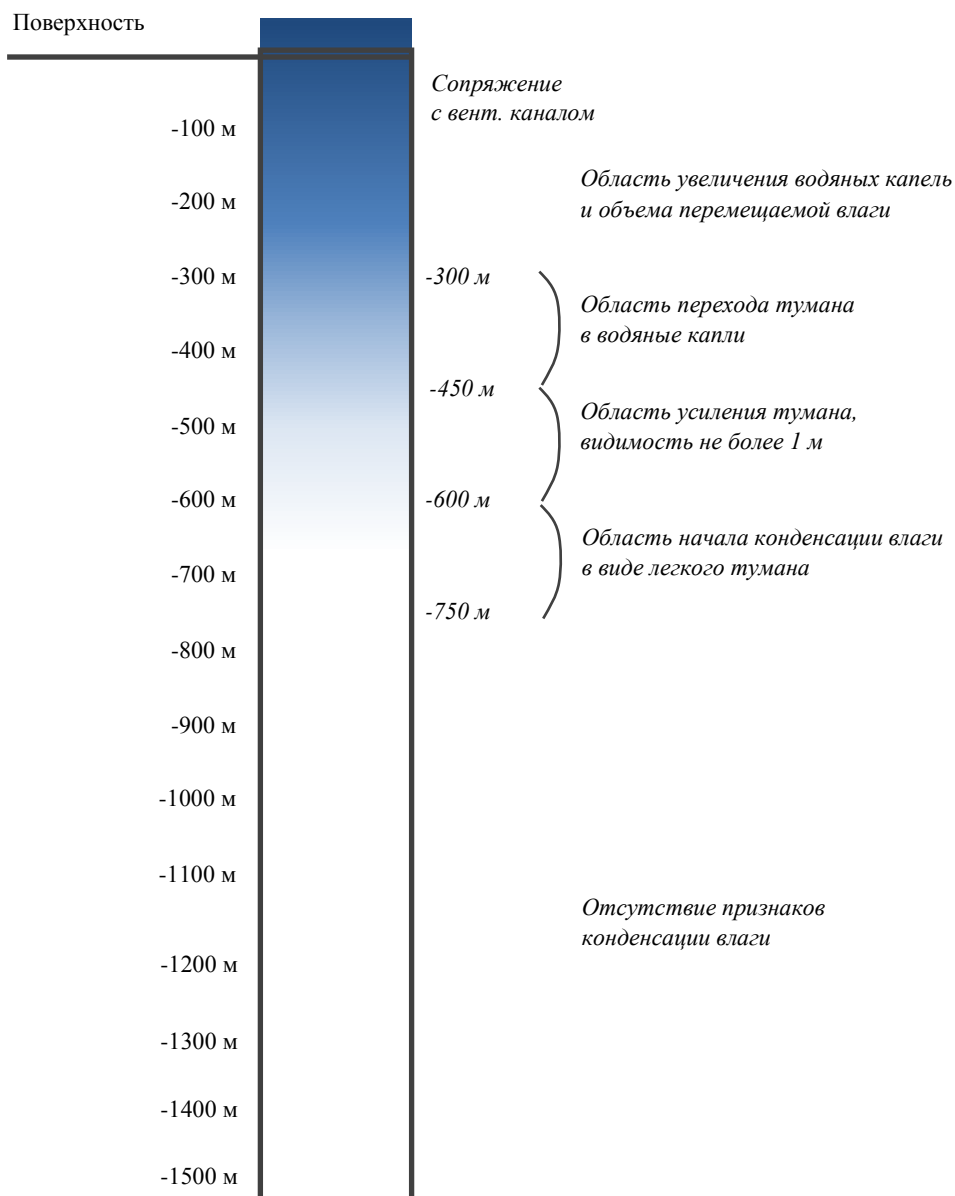 Поверхность
Сопряжение
с вент. каналом
-100 м
Область увеличения водяных капель
и объема перемещаемой влаги
-200 м
-300 м
-300 м
Область перехода тумана
в водяные капли
-400 м
-450 м
Область усиления тумана,
видимость не более 1 м
-500 м
-600 м
-600 м
Область начала конденсации влаги
в виде легкого тумана
-700 м
-750 м
-800 м
-900 м
-1000 м
-1100 м
Отсутствие признаков
конденсации влаги
-1200 м
-1300 м
-1400 м
-1500 м